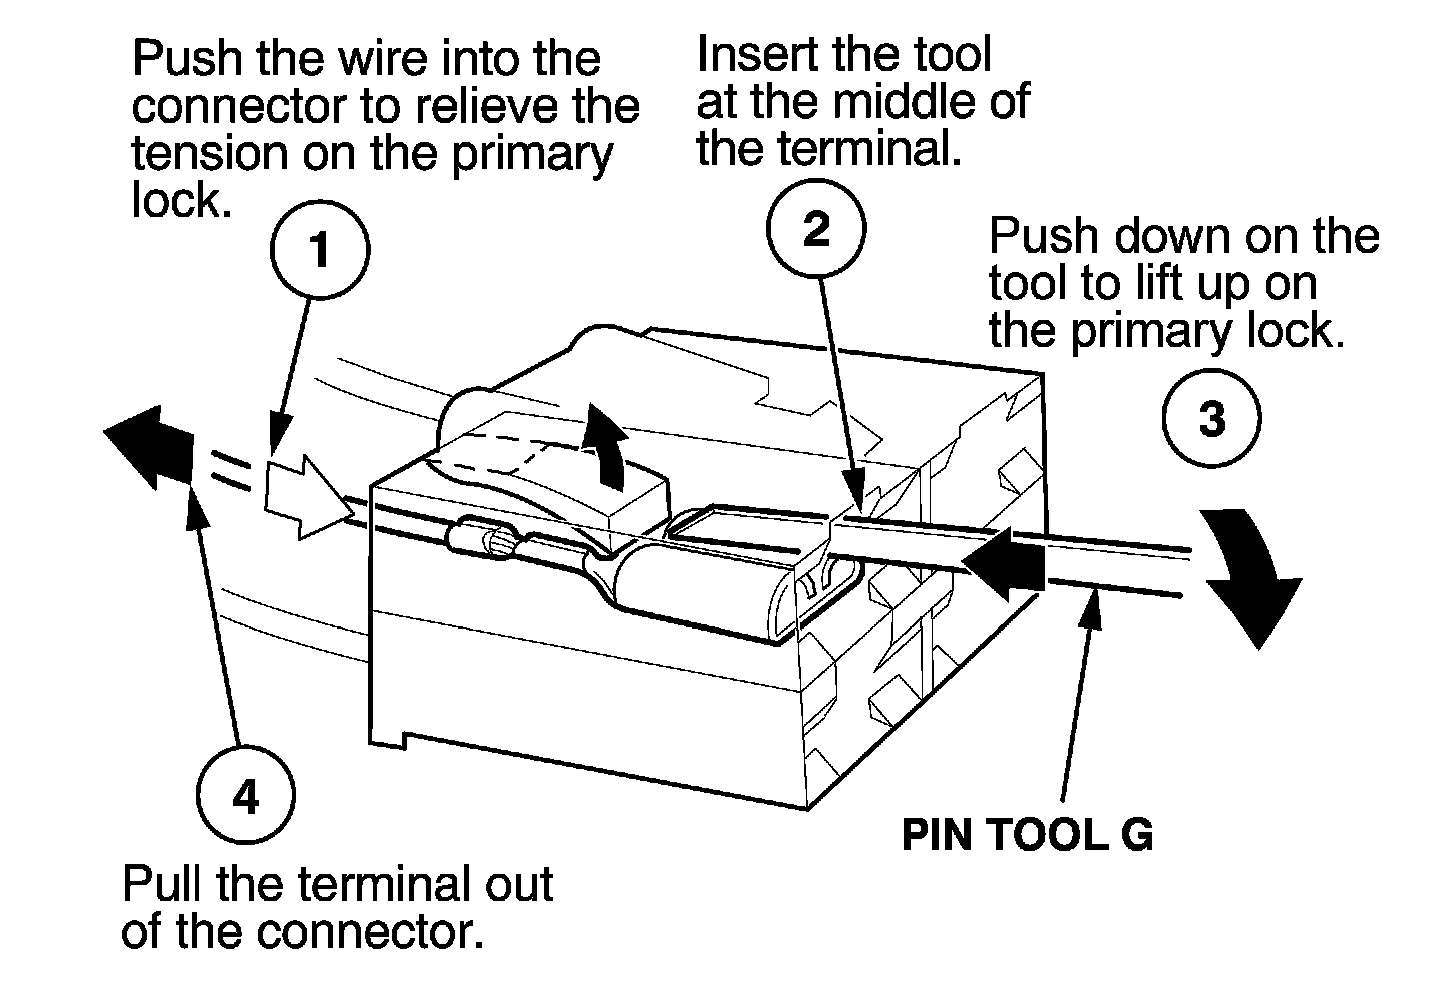 Push the wire into the
connector to relieve the
tension on the primary
lock.
1
Insert the tool
at the middle of
the terminal.
2
Push down on the
tool to lift up on
the primary lock.
3
4
Pull the terminal out
of the connector.
PIN TOOL G